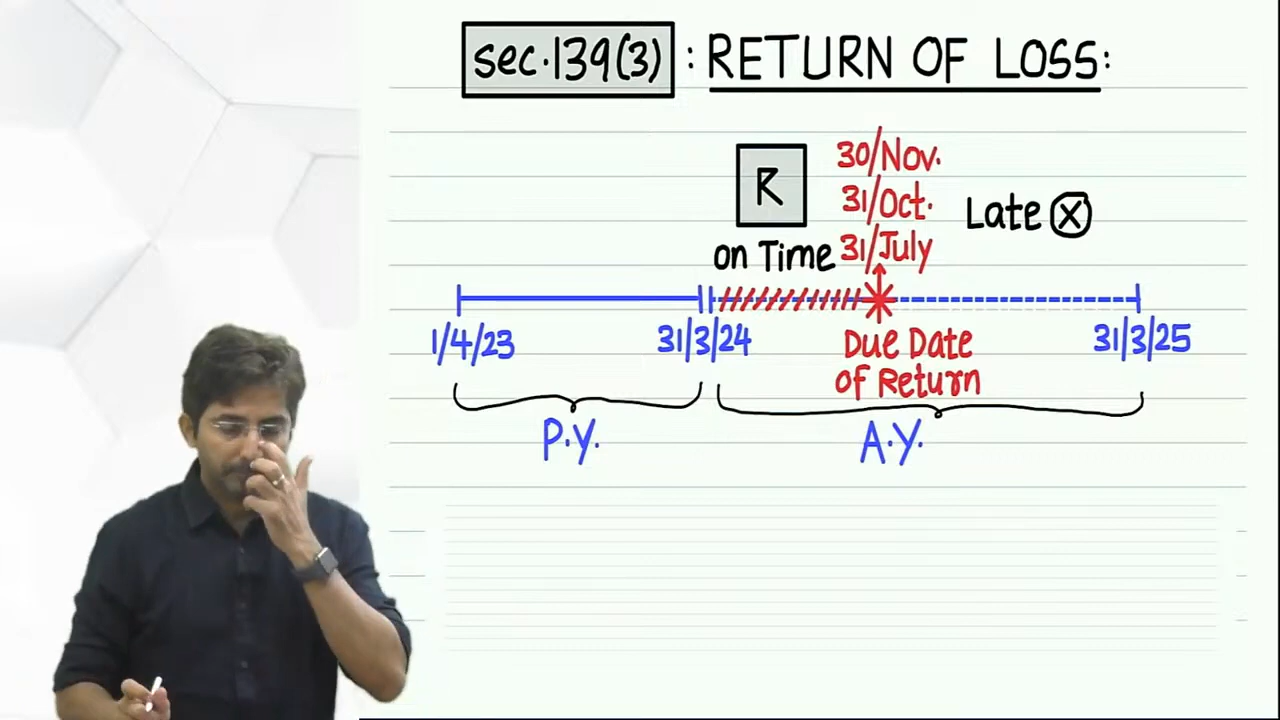 sec.139(3) : RETURN OF LOSS:
30/Nov.
R
31/Oct.
Late X
on Time
31/July
1/4/23
31/3/24
Due Date
of Return
31/3/25
P.Y.
A.Y.